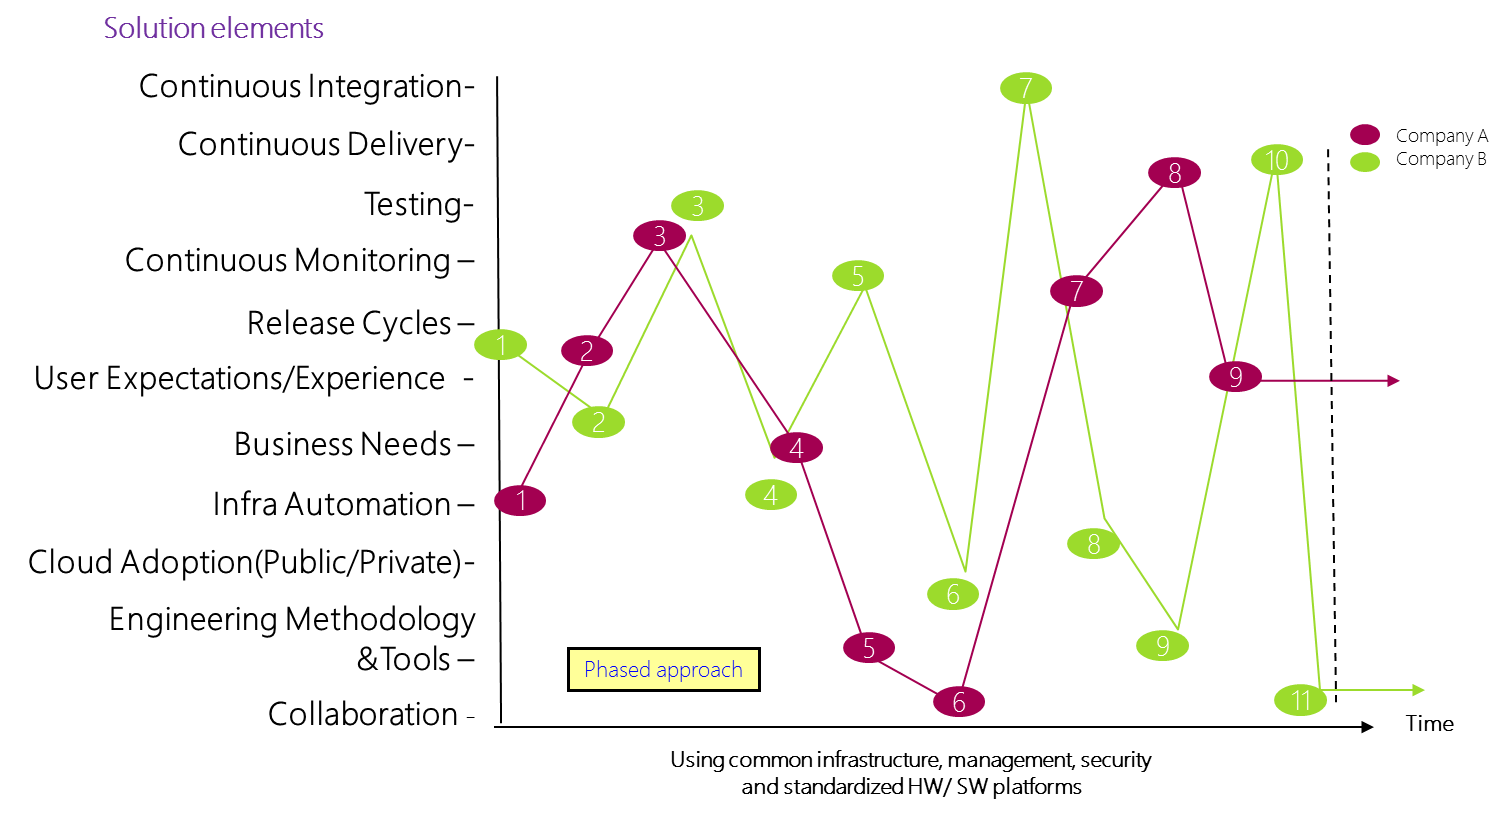 Solution elements
Continuous Integration-
Continuous Delivery-
Testing-
Continuous Monitoring –
Release Cycles –
User Expectations/Experience -
Business Needs –
Infra Automation –
Cloud Adoption(Public/Private)-
Engineering Methodology
&Tools –
Collaboration -
1
2
3
4
5
6
7
8
9
1
2
3
4
5
6
7
8
9
10
11
Company A
Company B
Phased approach
Time
Using common infrastructure, management, security
and standardized HW/ SW platforms